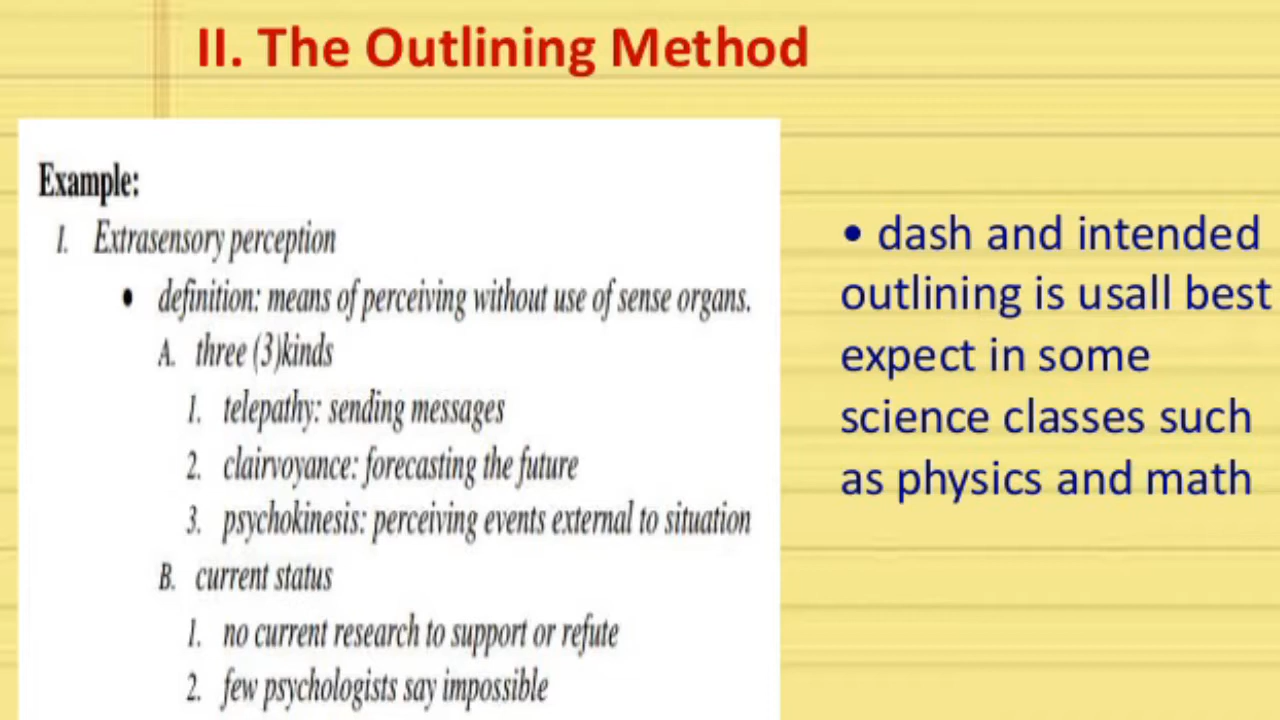 II. The Outlining Method
Example:
I. Extrasensory perception
• definition: means of perceiving without use of sense organs.
A. three (3)kinds
1. telepathy: sending messages
2. clairvoyance: forecasting the future
3. psychokinesis: perceiving events external to situation
B. current status
1. no current research to support or refute
2. few psychologists say impossible
• dash and intended
outlining is usall best
expect in some
science classes such
as physics and math